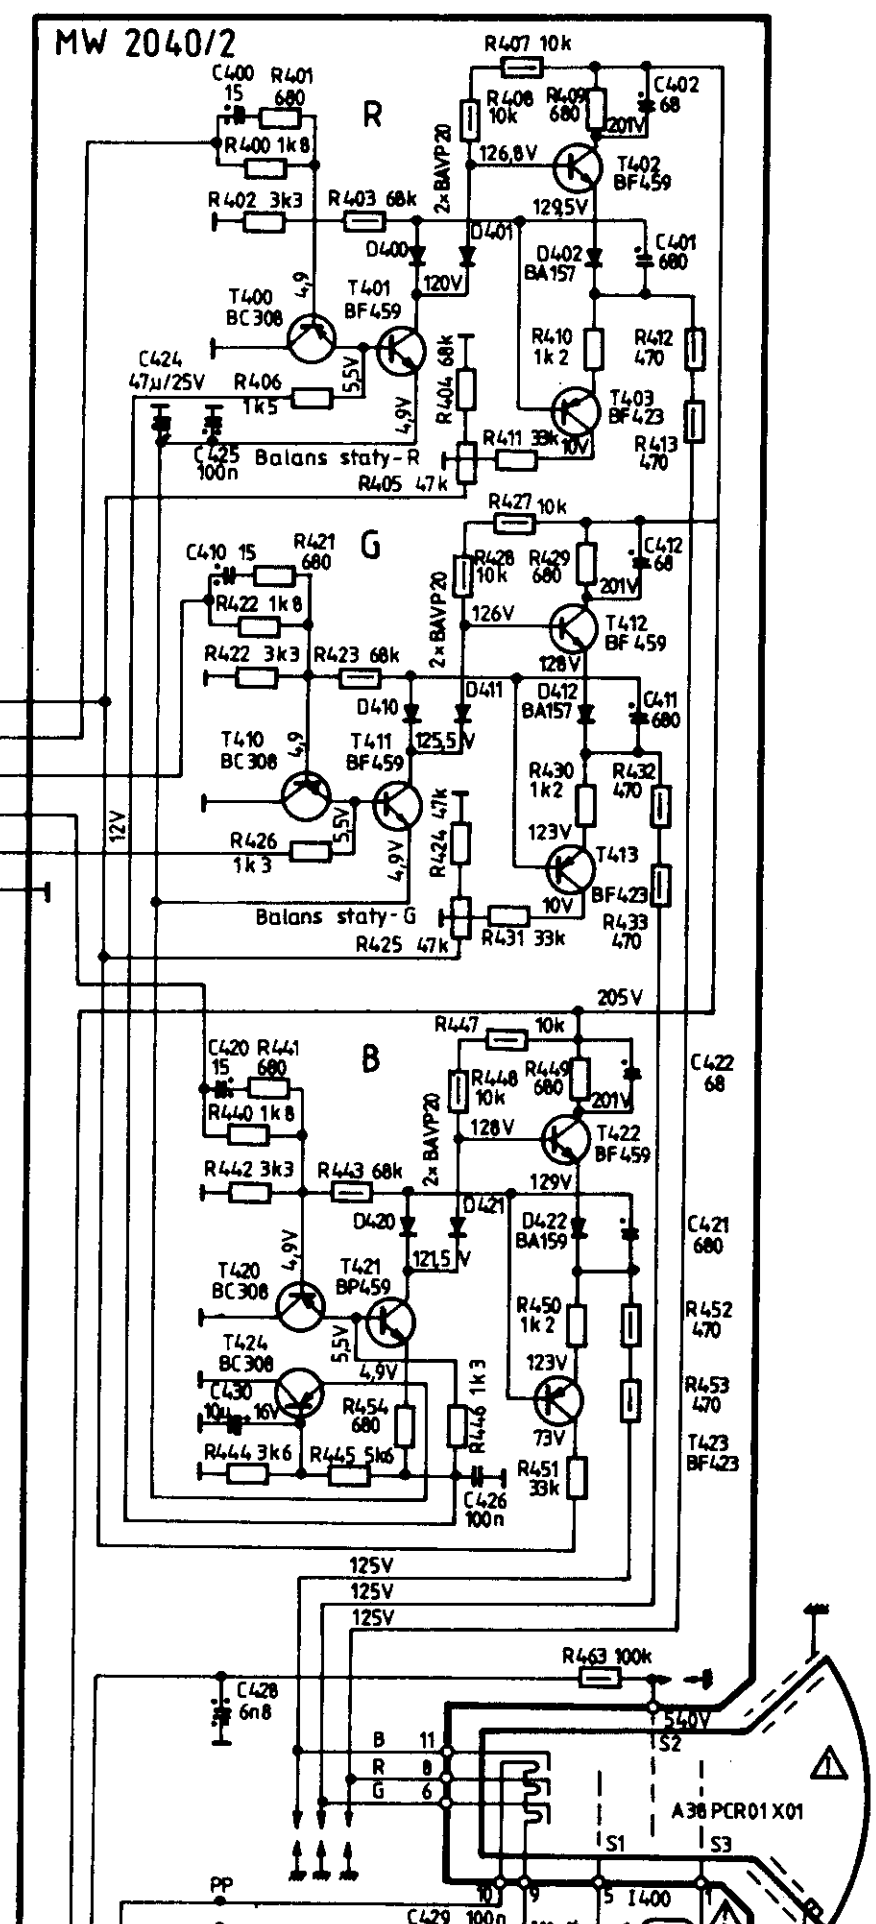 MW 2040/2
C400
15
R401
680
R407 10k
R
R400 1k8
R408
10k
R409
680
C402
68
201V
2x BAVP20
126,8V
T402
BF459
R402 3k3
R403 68k
129,5V
D400
D401
D402
BA157
C401
680
120V
4,9
T400
BC308
T401
BF459
R410
1k2
R412
470
C424
47µ/25V
R406
1k5
5,5V
4,9V
R404 68k
T403
BF423
R411 33k
10V
R413
470
C425
100n
Balans staty-R
R405 47k
R427 10k
G
C410 15
R421
680
R428
10k
R429
680
C412
68
201V
R422 1k8
2x BAVP20
126V
T412
BF459
R422 3k3
R423 68k
128V
D410
D411
D412
BA157
C411
680
125,5V
4,9
T410
BC308
T411
BF459
R430
1k2
R432
470
12V
R426
1k3
5,5V
4,9V
R424 47k
123V
T413
BF423
10V
Balans staty-G
R425 47k
R431 33k
R433
470
205V
R447 10k
B
C420
15
R441
680
R448
10k
R449
680
C422
68
201V
R440 1k8
2x BAVP20
128V
T422
BF459
R442 3k3
R443 68k
129V
D420
D421
D422
BA159
C421
680
121,5V
4,9V
T420
BC308
T421
BP459
R450
1k2
R452
470
5,5V
T424
BC308
4,9V
123V
C430
10µ 16V
R454
680
R446 1k3
R453
470
73V
T423
BF423
R444 3k6
R445 5k6
C426
100n
R451
33k
125V
125V
125V
R463 100k
C428
6n8
540V
S2
B 11
R 8
G 6
A38PCR01X01
S1
S3
PP
10
9
5
I400
1
C429 100n